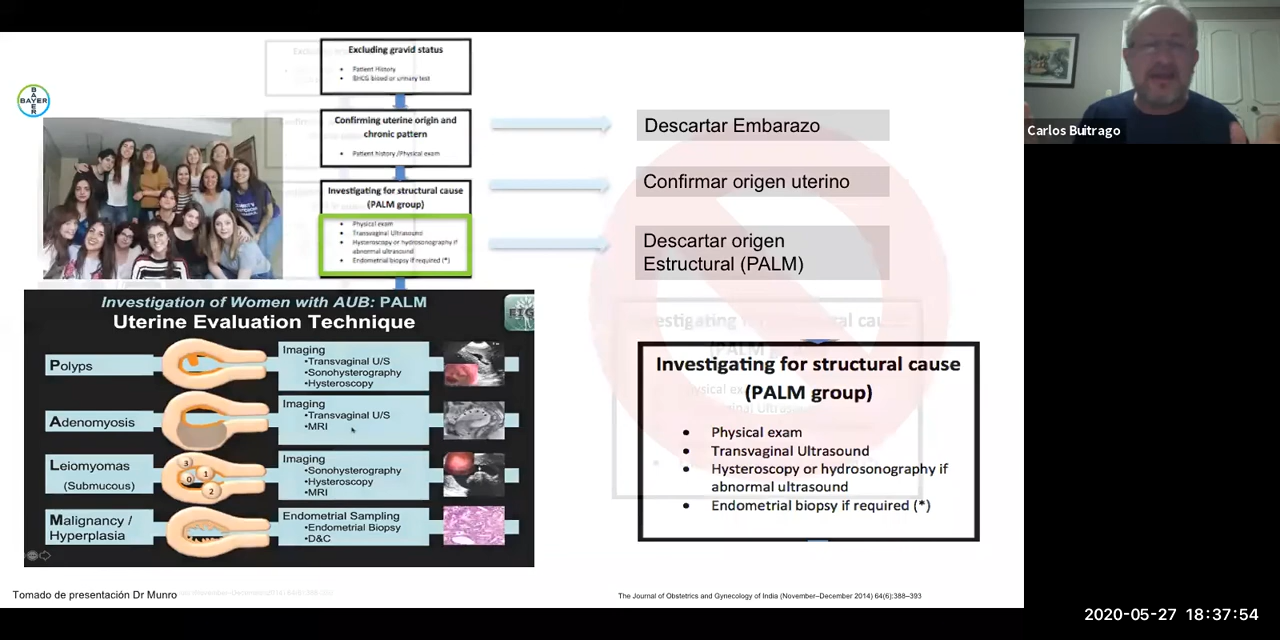 Excluding gravid status
• Patient History
• BHCG blood or urinary test
Confirming uterine origin and
chronic pattern
• Patient history /Physical exam
Investigating for structural cause
(PALM group)
• Physical exam
• Transvaginal Ultrasound
• Hysteroscopy or hydrosonography if
abnormal ultrasound
• Endometrial biopsy if required (*)
BAYER
BAYER
Descartar Embarazo
Confirmar origen uterino
Descartar origen
Estructural (PALM)
Investigation of Women with AUB: PALM
Uterine Evaluation Technique
Polyps
Imaging
•Transvaginal U/S
•Sonohysterography
•Hysteroscopy
Adenomyosis
Imaging
•Transvaginal U/S
•MRI
Leiomyomas
(Submucous)
3
1
0
2
Imaging
•Sonohysterography
•Hysteroscopy
•MRI
Malignancy /
Hyperplasia
Endometrial Sampling
•Endometrial Biopsy
•D&C
Investigating for structural cause
(PALM group)
• Physical exam
• Transvaginal Ultrasound
• Hysteroscopy or hydrosonography if
abnormal ultrasound
• Endometrial biopsy if required (*)
Tomado de presentación Dr Munro
The Journal of Obstetrics and Gynecology of India (November–December 2014) 64(6):388–393
Carlos Buitrago
2020-05-27 18:37:54